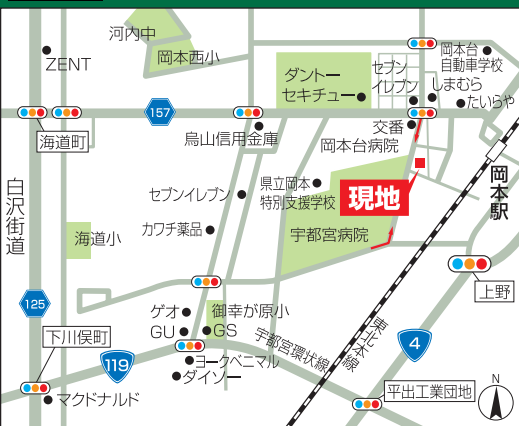 河内中
岡本西小
ZENT
ダントー
セキチュー
セブン
イレブン
岡本台
自動車学校
しまむら
たいらや
157
烏山信用金庫
交番
岡本台病院
海道町
白沢街道
セブンイレブン
県立岡本
特別支援学校
現地
岡本駅
海道小
カワチ薬品
宇都宮病院
上野
125
ゲオ
GU
御幸が原小
GS
宇都宮環状線
東北本線
4
下川俣町
119
ヨークベニマル
ダイソー
マクドナルド
平出工業団地
N